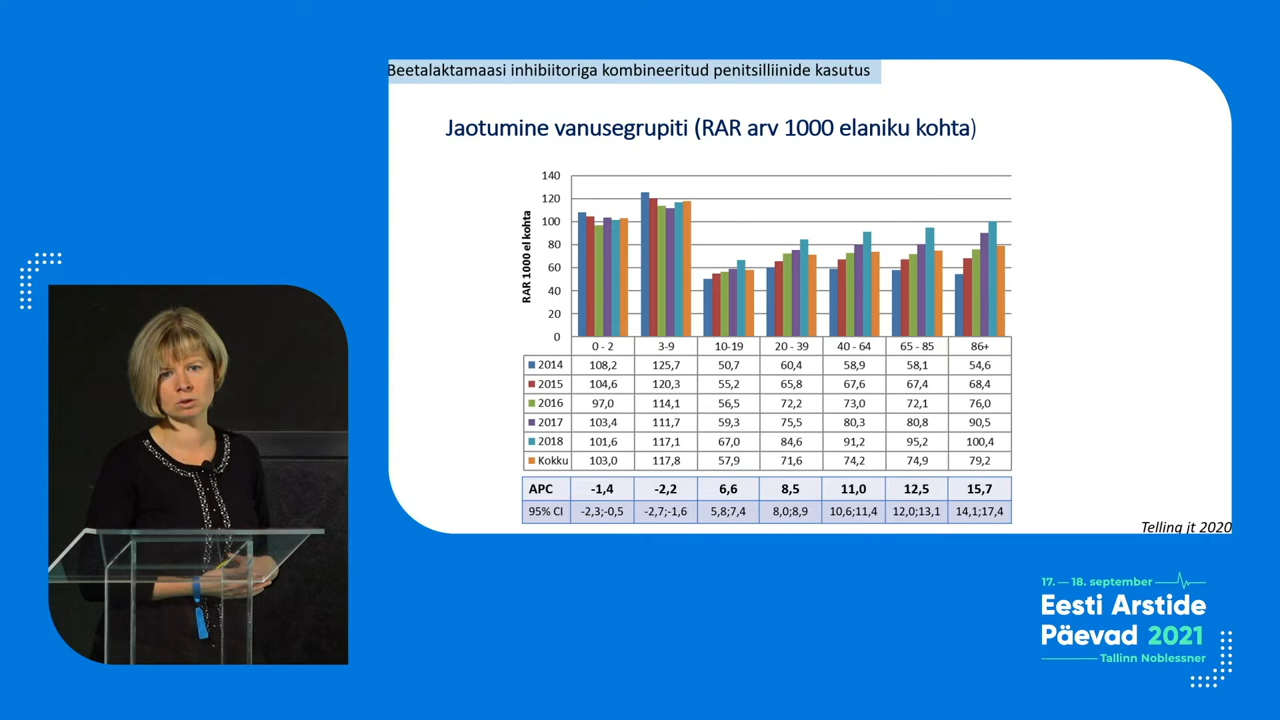 Beetalaktamaasi inhibiitoriga kombineeritud penitsilliinide kasutus
Jaotumine vanusegrupiti (RAR arv 1000 elaniku kohta)
RAR 1000 el kohta
140
120
100
80
60
40
20
0
0 - 2 3-9 10-19 20 - 39 40 - 64 65 - 85 86+
2014 108,2 125,7 50,7 60,4 58,9 58,1 54,6
2015 104,6 120,3 55,2 65,8 67,6 67,4 68,4
2016 97,0 114,1 56,5 72,2 73,0 72,1 76,0
2017 103,4 111,7 59,3 75,5 80,3 80,8 90,5
2018 101,6 117,1 67,0 84,6 91,2 95,2 100,4
Kokku 103,0 117,8 57,9 71,6 74,2 74,9 79,2
APC -1,4 -2,2 6,6 8,5 11,0 12,5 15,7
95% CI -2,3;-0,5 -2,7;-1,6 5,8;7,4 8,0;8,9 10,6;11,4 12,0;13,1 14,1;17,4
Telling jt 2020
17. — 18. september
Eesti Arstide
Päevad 2021
Tallinn Noblessner